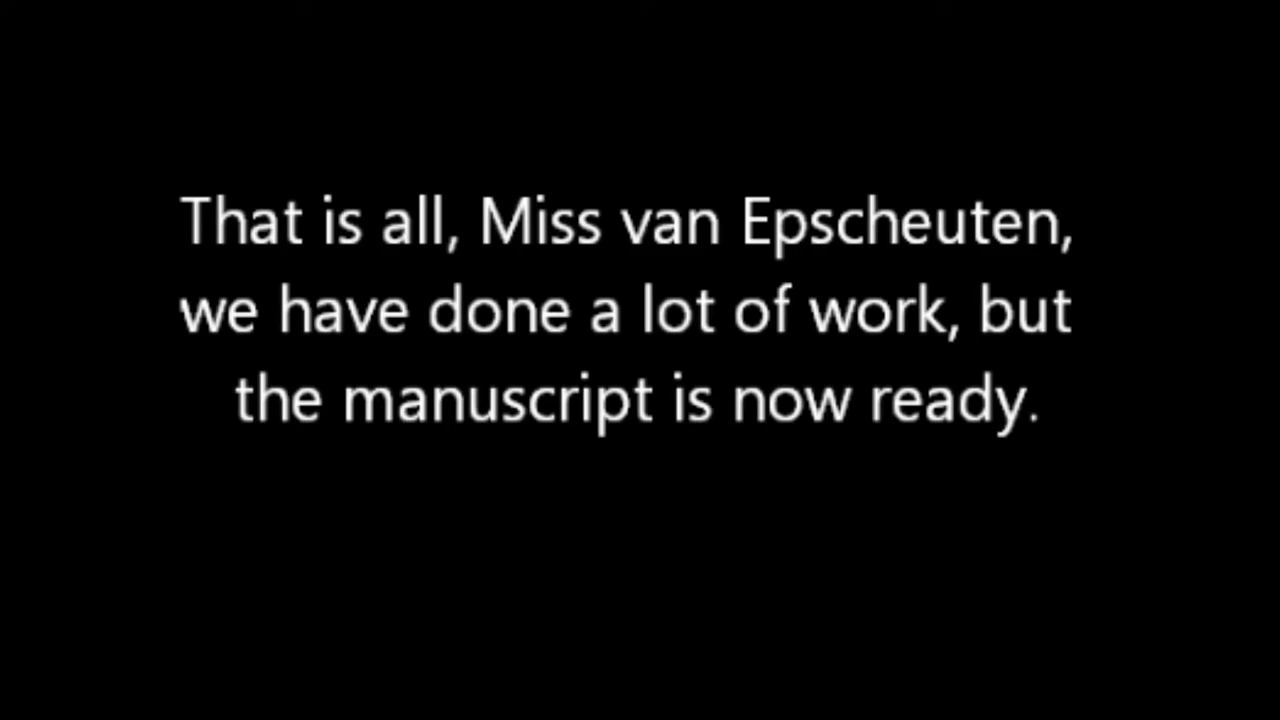 That is all, Miss van Epscheuten,
we have done a lot of work, but
the manuscript is now ready.